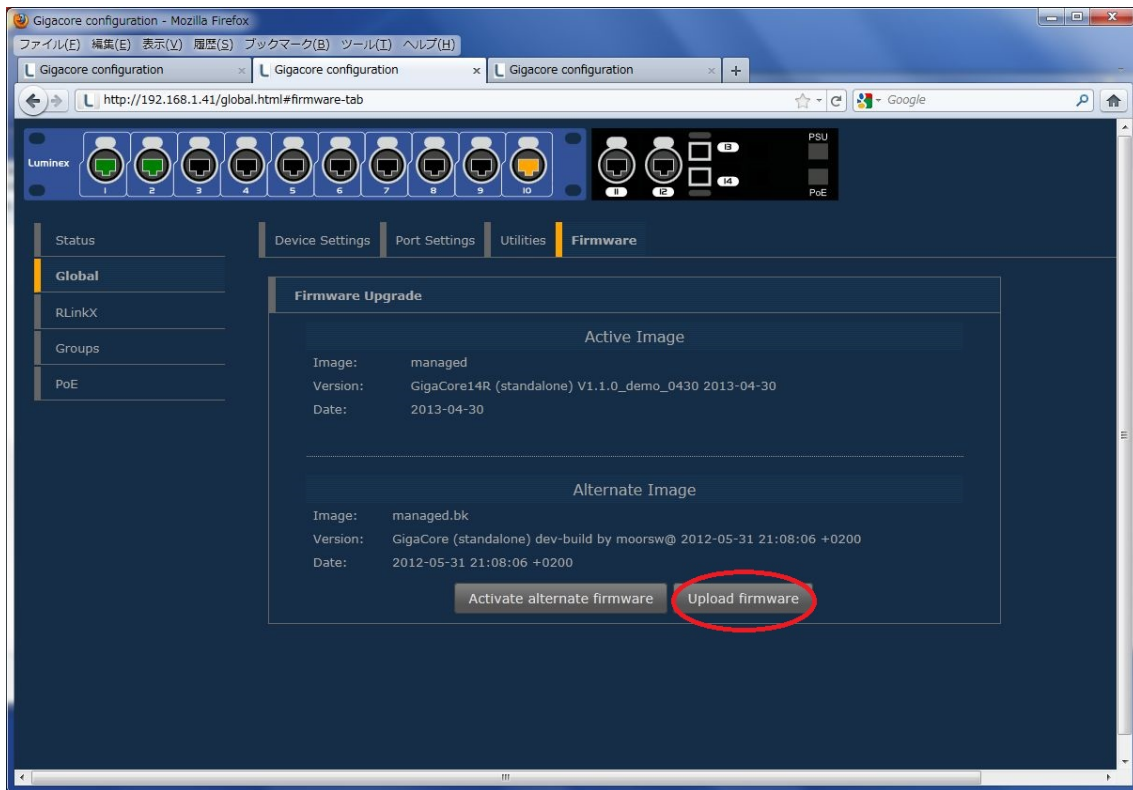 Gigacore configuration - Mozilla Firefox
ファイル(F) 編集(E) 表示(V) 履歴(S) ブックマーク(B) ツール(T) ヘルプ(H)
Gigacore configuration × Gigacore configuration × Gigacore configuration × +
http://192.168.1.41/global.html#firmware-tab Google
Luminex
1 2 3 4 5 6 7 8 9 10 11 12
13
14
PSU
PoE
Status
Global
RLinkX
Groups
PoE
Device Settings Port Settings Utilities Firmware
Firmware Upgrade
Active Image
Image: managed
Version: GigaCore14R (standalone) V1.1.0_demo_0430 2013-04-30
Date: 2013-04-30
Alternate Image
Image: managed.bk
Version: GigaCore (standalone) dev-build by moorsw@ 2012-05-31 21:08:06 +0200
Date: 2012-05-31 21:08:06 +0200
Activate alternate firmware Upload firmware